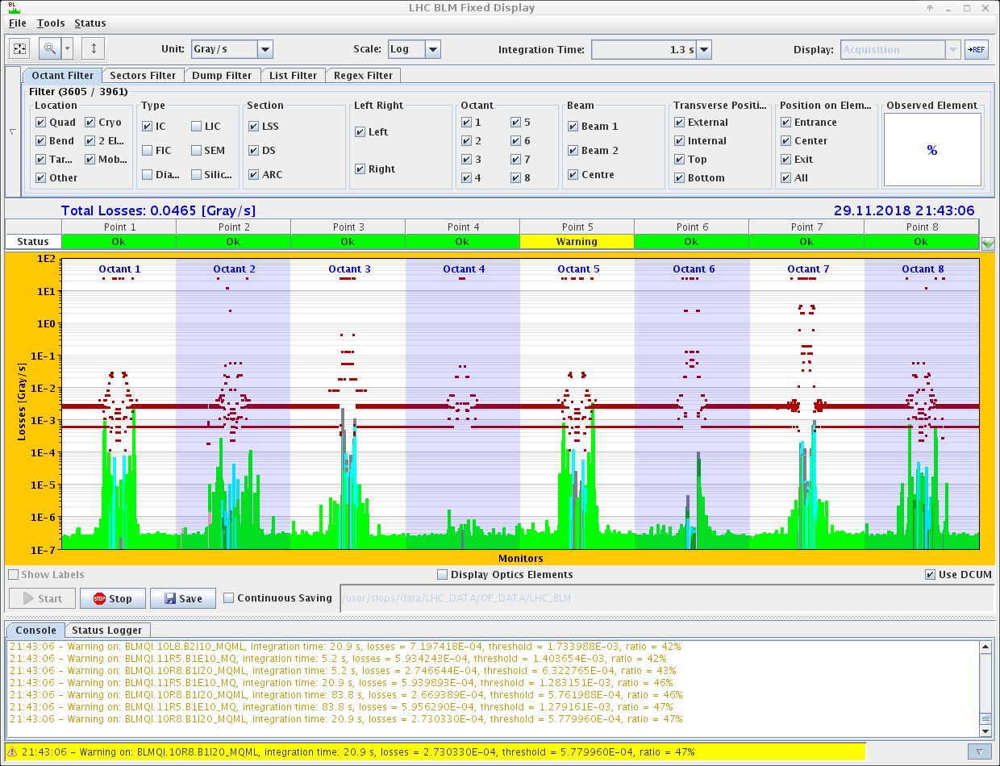 BL
LHC BLM Fixed Display
File Tools Status
Unit: Gray/s Scale: Log Integration Time: 1.3 s Display: Acquisition →REF
Octant Filter Sectors Filter Dump Filter List Filter Regex Filter
Filter (3605 / 3961)
Location Type Section Left Right Octant Beam Transverse Positi... Position on Elem... Observed Element
Quad Cryo IC LIC LSS Left 1 5 Beam 1 External Entrance
Bend 2 El... FIC SEM DS 2 6 Beam 2 Internal Center %
Tar... Mob... Dia... Silic... ARC Right 3 7 Centre Top Exit
Other 4 8 Bottom All
Total Losses: 0.0465 [Gray/s] 29.11.2018 21:43:06
Point 1 Point 2 Point 3 Point 4 Point 5 Point 6 Point 7 Point 8
Status Ok Ok Ok Ok Warning Ok Ok Ok
1E2
Octant 1 Octant 2 Octant 3 Octant 4 Octant 5 Octant 6 Octant 7 Octant 8
1E1
1E0
1E-1
1E-2
1E-3
1E-4
1E-5
1E-6
1E-7
Losses [Gray/s]
Monitors
Show Labels Display Optics Elements Use DCUM
Start STOP Stop Save Continuous Saving /user/slops/data/LHC_DATA/OP_DATA/LHC_BLM
Console Status Logger
21:43:06 – Warning on: BLMQI.10L8.B2I10_MQML, integration time: 20.9 s, losses = 7.197418E-04, threshold = 1.733988E-03, ratio = 42%
21:43:06 – Warning on: BLMQI.11R5.B1E10_MQ, integration time: 5.2 s, losses = 5.934243E-04, threshold = 1.403654E-03, ratio = 42%
21:43:06 – Warning on: BLMQI.10R8.B1I20_MQML, integration time: 5.2 s, losses = 2.746644E-04, threshold = 6.322765E-04, ratio = 43%
21:43:06 – Warning on: BLMQI.11R5.B1E10_MQ, integration time: 20.9 s, losses = 5.939893E-04, threshold = 1.283151E-03, ratio = 46%
21:43:06 – Warning on: BLMQI.10R8.B1I20_MQML, integration time: 83.8 s, losses = 2.669389E-04, threshold = 5.761988E-04, ratio = 46%
21:43:06 – Warning on: BLMQI.11R5.B1E10_MQ, integration time: 83.8 s, losses = 5.956290E-04, threshold = 1.279161E-03, ratio = 47%
21:43:06 – Warning on: BLMQI.10R8.B1I20_MQML, integration time: 20.9 s, losses = 2.730330E-04, threshold = 5.779960E-04, ratio = 47%
21:43:06 – Warning on: BLMQI.10R8.B1I20_MQML, integration time: 20.9 s, losses = 2.730330E-04, threshold = 5.779960E-04, ratio = 47%